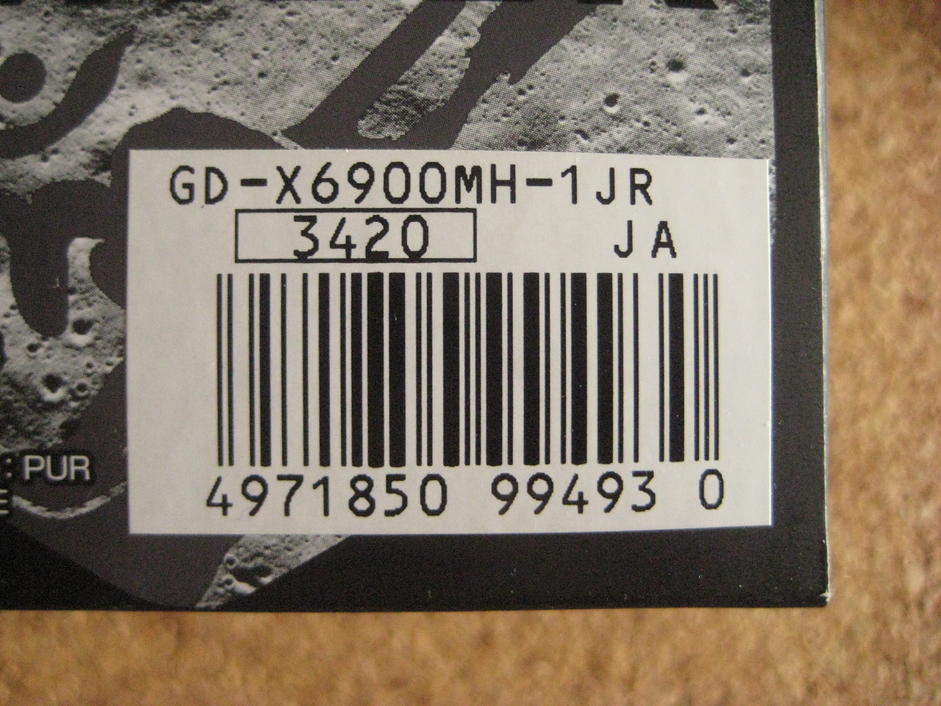 GD-X6900MH-1JR
3420 JA
4971850 99493 0
: PUR
E